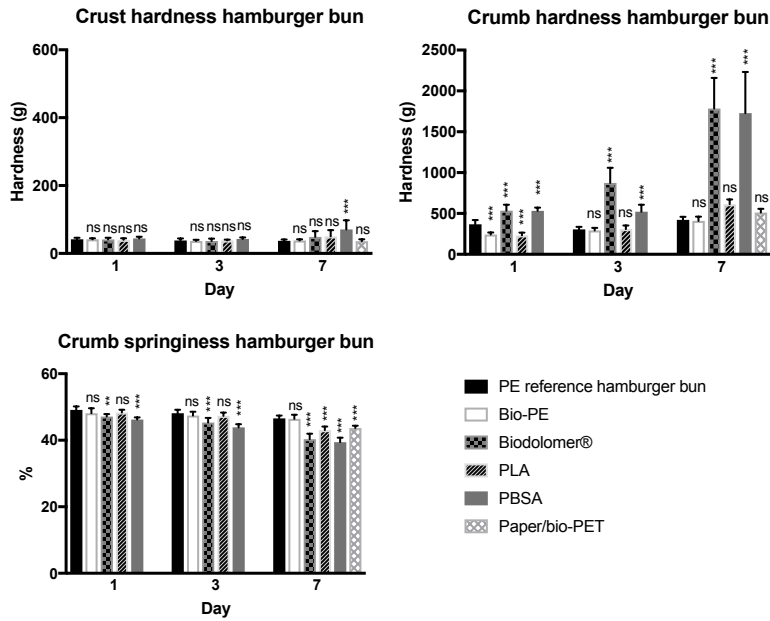 Crust hardness hamburger bun
600
400
200
0
Hardness (g)
ns ns ns ns
ns ns ns ns
ns ns ns *** ns
1 3 7
Day
Crumb hardness hamburger bun
2500
2000
1500
1000
500
0
Hardness (g)
*** *** *** ***
ns *** ns ***
ns *** ns *** ns
1 3 7
Day
Crumb springiness hamburger bun
60
40
20
0
%
ns ** ns ***
ns *** ns ***
ns *** *** *** ***
1 3 7
Day
PE reference hamburger bun
Bio-PE
Biodolomer®
PLA
PBSA
Paper/bio-PET